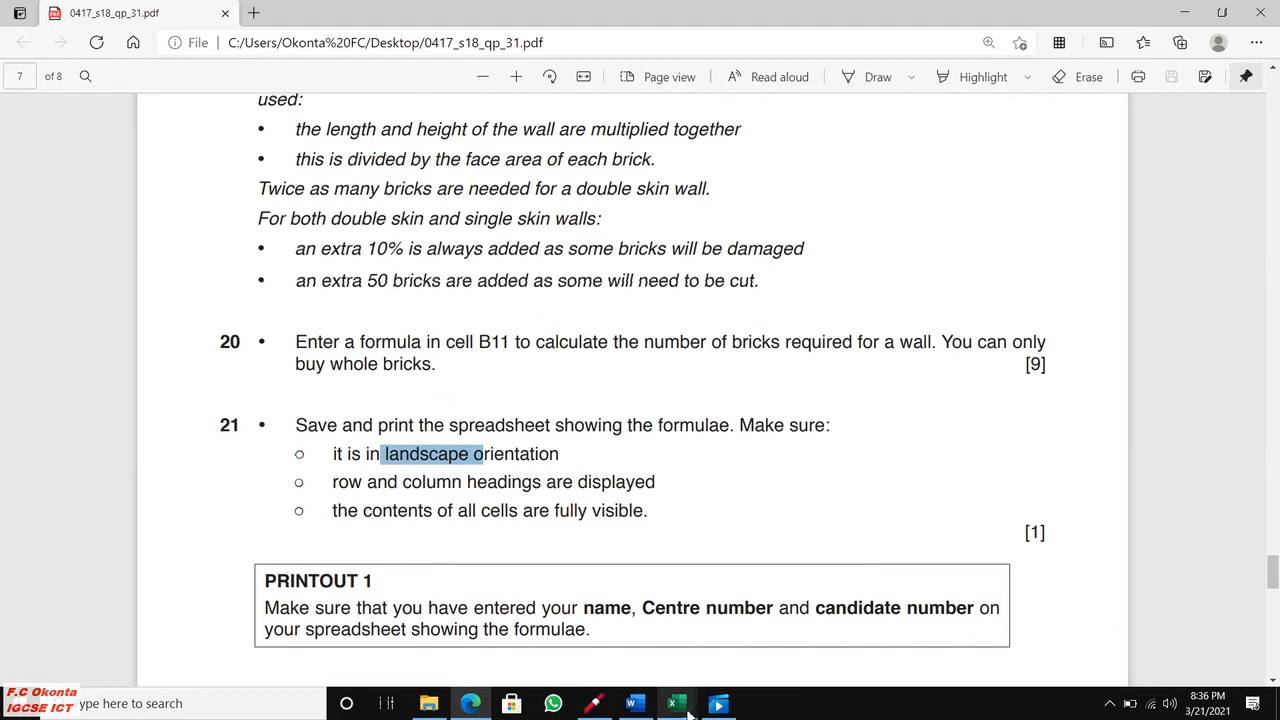 0417_s18_qp_31.pdf
File C:/Users/Okonta%20FC/Desktop/0417_s18_qp_31.pdf
7 of 8 Page view Read aloud Draw Highlight Erase
used:
• the length and height of the wall are multiplied together
• this is divided by the face area of each brick.
Twice as many bricks are needed for a double skin wall.
For both double skin and single skin walls:
• an extra 10% is always added as some bricks will be damaged
• an extra 50 bricks are added as some will need to be cut.
20 • Enter a formula in cell B11 to calculate the number of bricks required for a wall. You can only
buy whole bricks. [9]
21 • Save and print the spreadsheet showing the formulae. Make sure:
○ it is in landscape orientation
○ row and column headings are displayed
○ the contents of all cells are fully visible.
[1]
PRINTOUT 1
Make sure that you have entered your name, Centre number and candidate number on
your spreadsheet showing the formulae.
F.C Okonta
IGCSE ICT
ype here to search
8:36 PM
3/21/2021